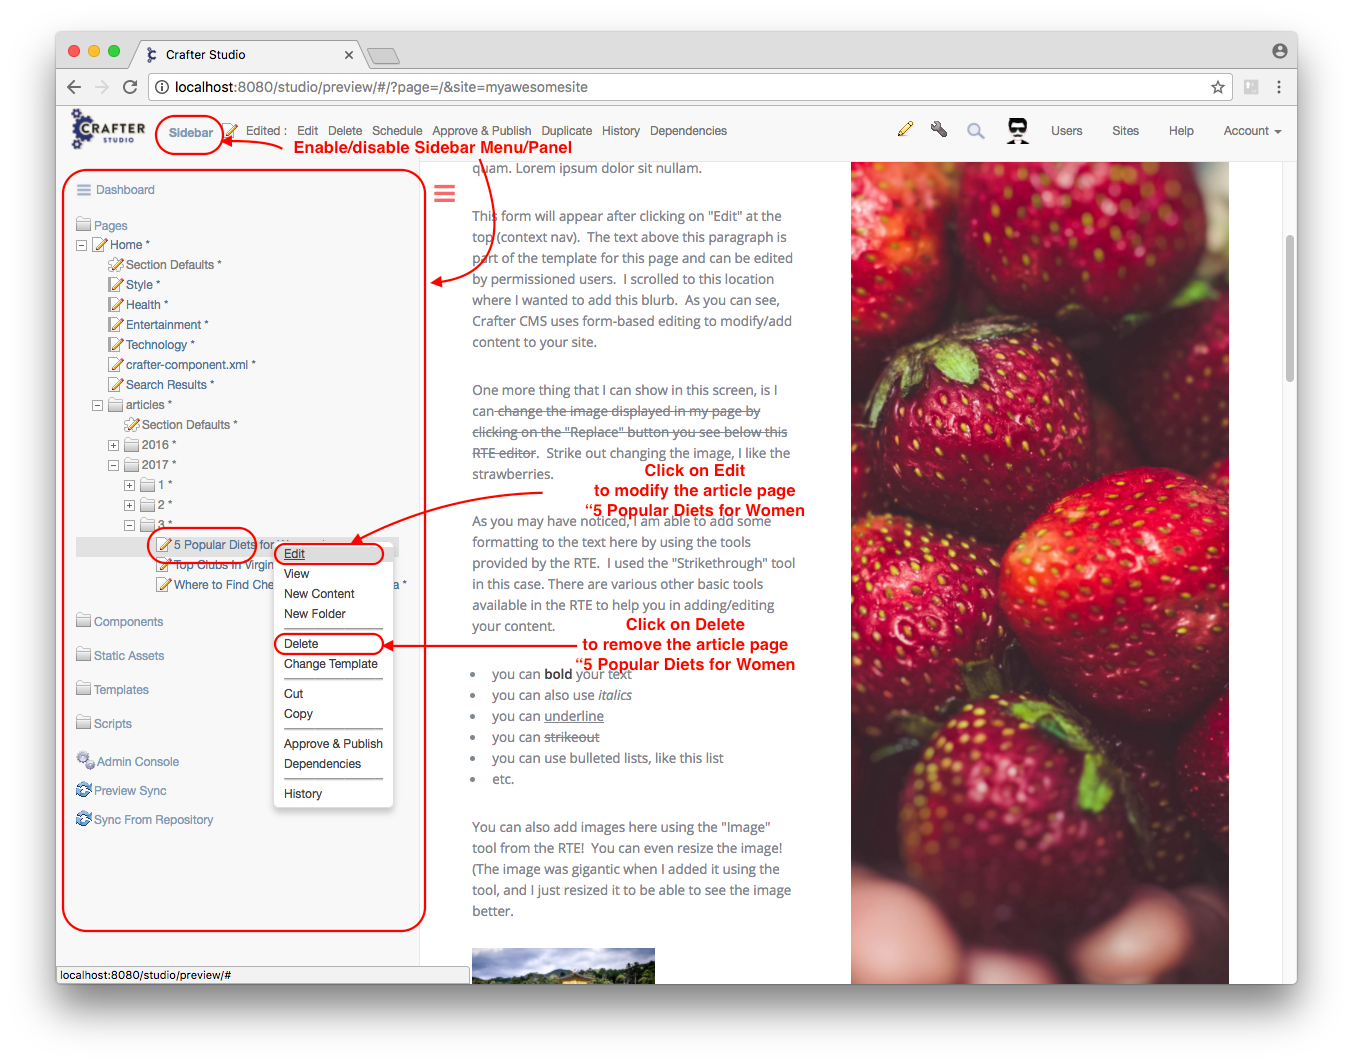 Crafter Studio
localhost:8080/studio/preview/#/?page=/&site=myawesomesite
CRAFTER
STUDIO
Sidebar
Edited :
Edit
Delete
Schedule
Approve & Publish
Duplicate
History
Dependencies
Users
Sites
Help
Account
Enable/disable Sidebar Menu/Panel
Dashboard
Pages
Home *
Section Defaults *
Style *
Health *
Entertainment *
Technology *
crafter-component.xml *
Search Results *
articles *
Section Defaults *
2016 *
2017 *
1 *
2 *
3 *
5 Popular Diets for
Top Clubs In Virgin
Where to Find Che
a *
Components
Static Assets
Templates
Scripts
Admin Console
Preview Sync
Sync From Repository
Edit
View
New Content
New Folder
Delete
Change Template
Cut
Copy
Approve & Publish
Dependencies
History
quam. Lorem ipsum dolor sit nullam.
This form will appear after clicking on "Edit" at the
top (context nav).  The text above this paragraph is
part of the template for this page and can be edited
by permissioned users.  I scrolled to this location
where I wanted to add this blurb.  As you can see,
Crafter CMS uses form-based editing to modify/add
content to your site.
One more thing that I can show in this screen, is I
can change the image displayed in my page by
clicking on the "Replace" button you see below this
RTE editor.  Strike out changing the image, I like the
strawberries.
Click on Edit
to modify the article page
“5 Popular Diets for Women
As you may have noticed, I am able to add some
formatting to the text here by using the tools
provided by the RTE.  I used the "Strikethrough" tool
in this case. There are various other basic tools
available in the RTE to help you in adding/editing
your content.
Click on Delete
to remove the article page
“5 Popular Diets for Women
you can bold your text
you can also use italics
you can underline
you can strikeout
you can use bulleted lists, like this list
etc.
You can also add images here using the "Image"
tool from the RTE!  You can even resize the image!
(The image was gigantic when I added it using the
tool, and I just resized it to be able to see the image
better.
localhost:8080/studio/preview/#